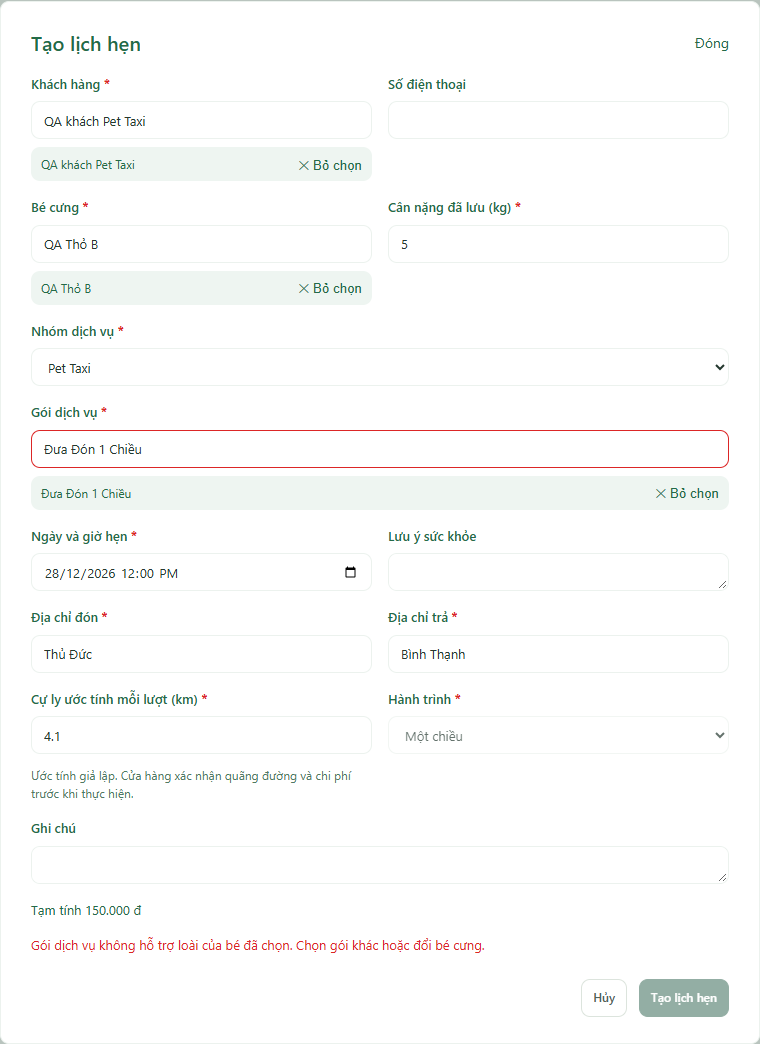 Tạo lịch hẹn
Đóng
Khách hàng *
Số điện thoại
QA khách Pet Taxi
QA khách Pet Taxi
× Bỏ chọn
Bé cưng *
Cân nặng đã lưu (kg) *
QA Thỏ B
5
QA Thỏ B
× Bỏ chọn
Nhóm dịch vụ *
Pet Taxi
Gói dịch vụ *
Đưa Đón 1 Chiều
Đưa Đón 1 Chiều
× Bỏ chọn
Ngày và giờ hẹn *
Lưu ý sức khỏe
28/12/2026 12:00 PM
Địa chỉ đón *
Địa chỉ trả *
Thủ Đức
Bình Thạnh
Cự ly ước tính mỗi lượt (km) *
Hành trình *
4.1
Một chiều
Ước tính giả lập. Cửa hàng xác nhận quãng đường và chi phí
trước khi thực hiện.
Ghi chú
Tạm tính 150.000 đ
Gói dịch vụ không hỗ trợ loài của bé đã chọn. Chọn gói khác hoặc đổi bé cưng.
Hủy
Tạo lịch hẹn